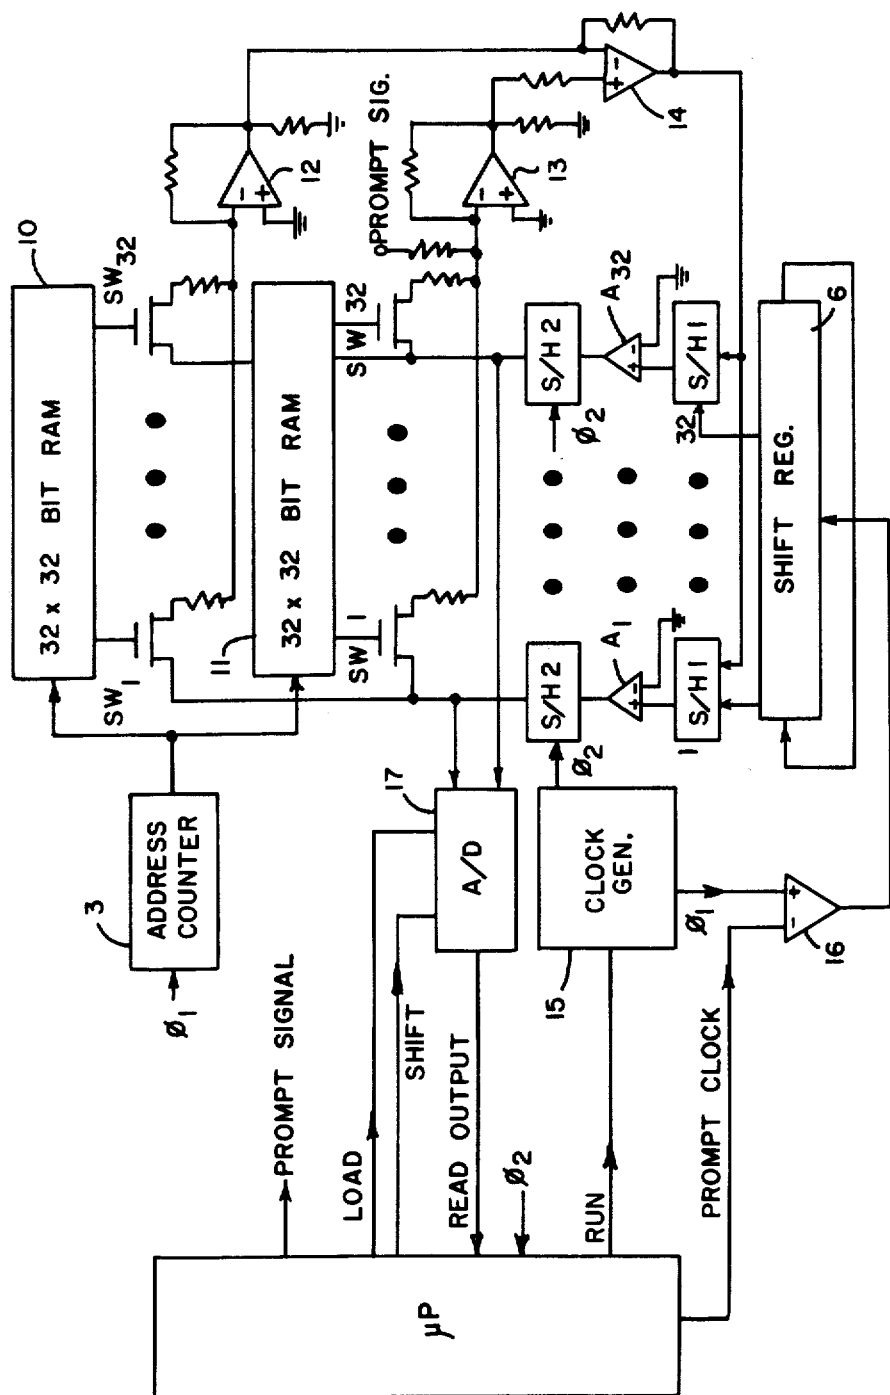 10
32 x 32 BIT RAM
SW1
SW32
12
11
32 x 32 BIT RAM
SW 1
SW 32
PROMPT SIG.
13
14
3
ADDRESS
COUNTER
Ø1
PROMPT SIGNAL
LOAD
SHIFT
READ OUTPUT
Ø2
RUN
PROMPT CLOCK
µP
17
A/D
15
CLOCK
GEN.
Ø1
Ø2
16
S/H 2
S/H 2
Ø2
A1
A32
1
S/H 1
32
S/H 1
SHIFT REG.
6
- +
- +
- +
- +
+ -
+ -